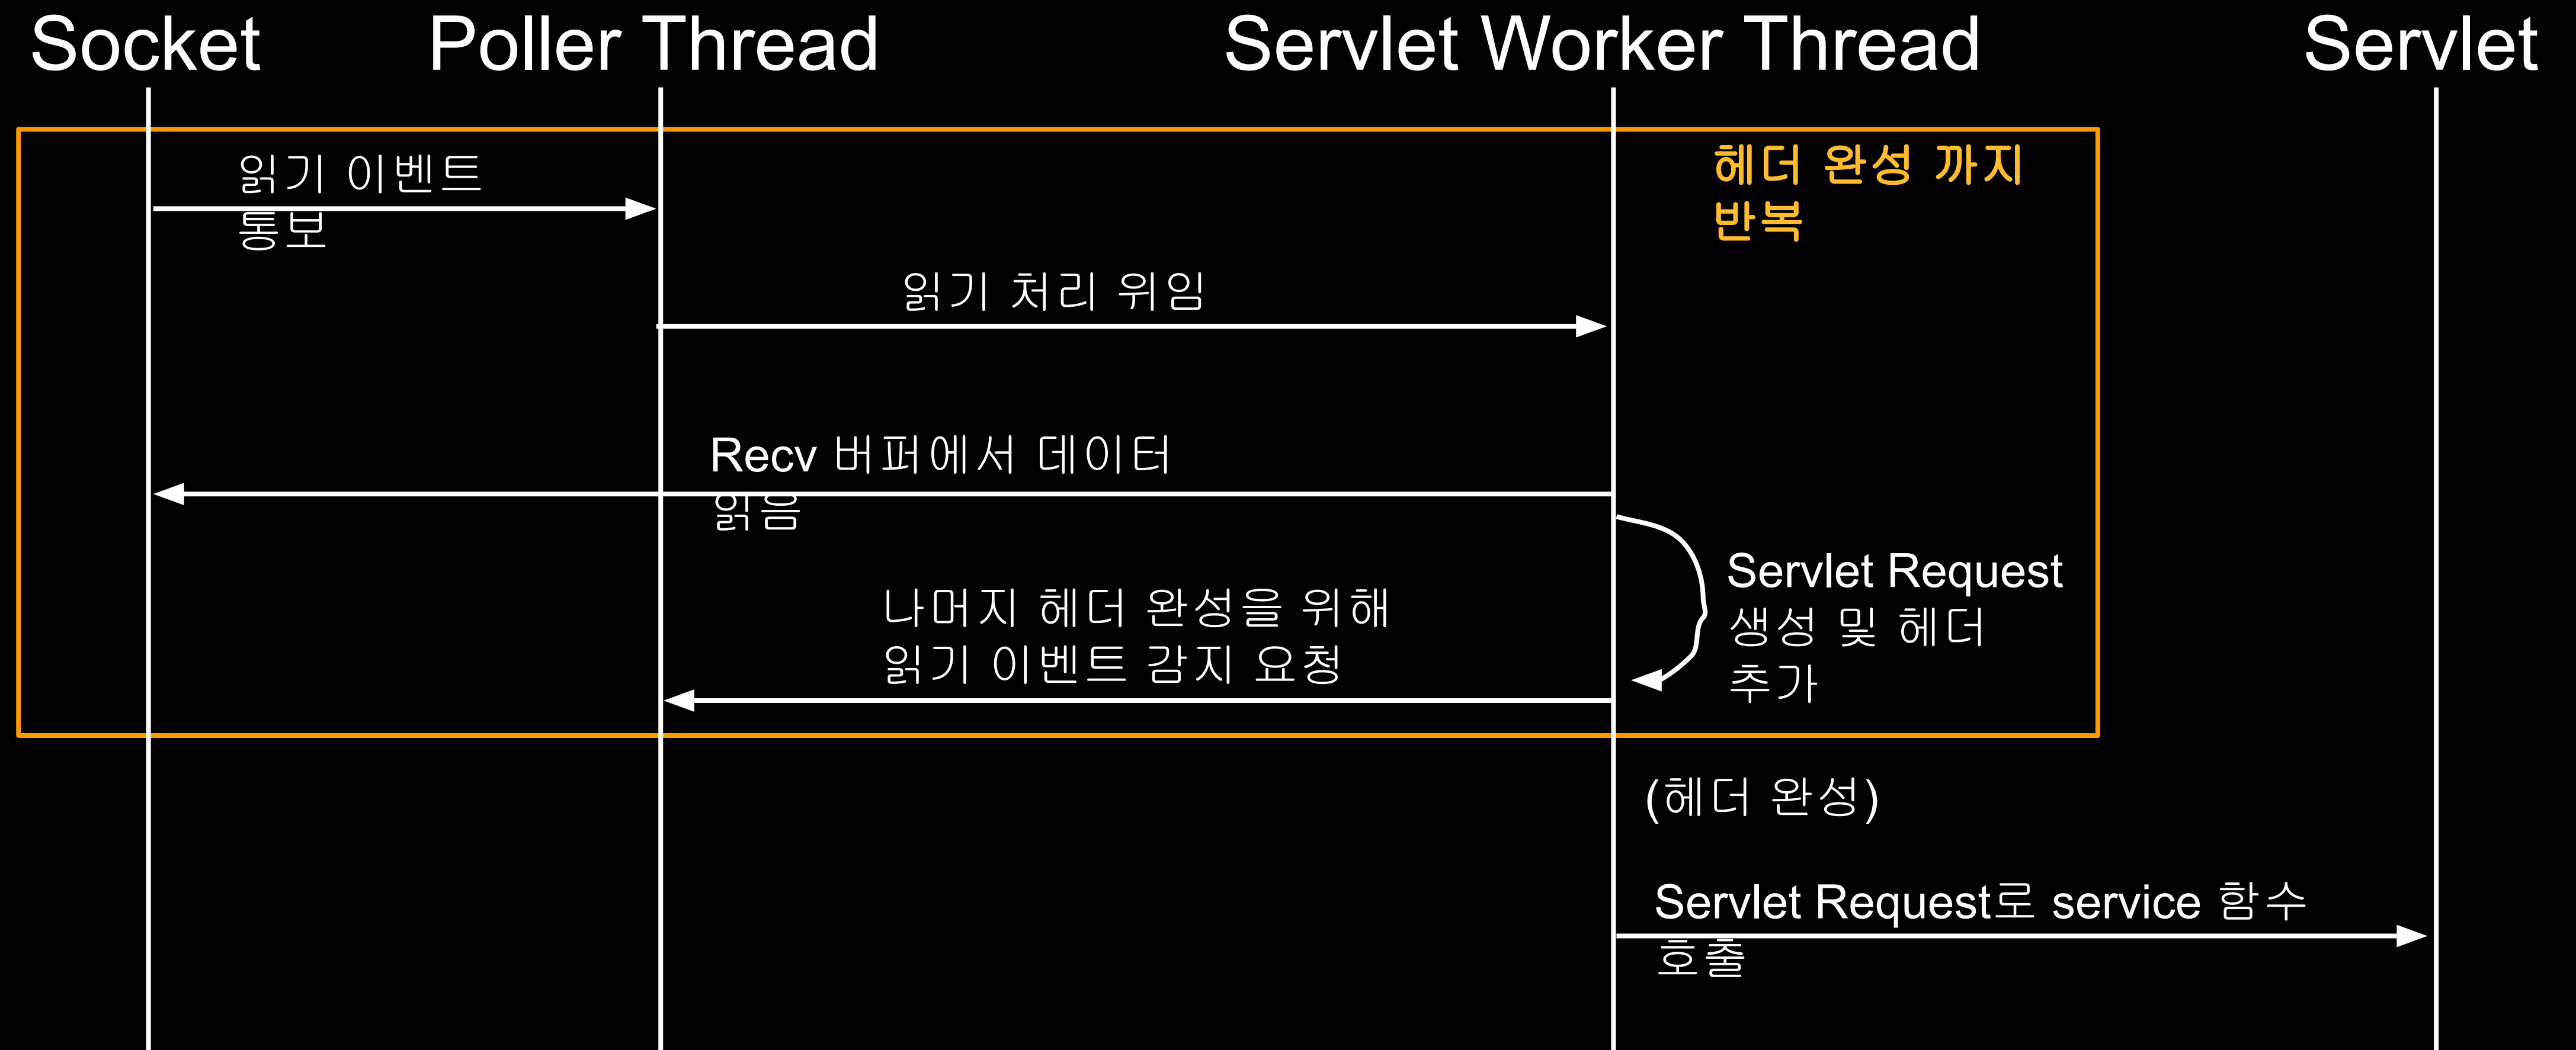 Socket
Poller Thread
Servlet Worker Thread
Servlet
읽기 이벤트
통보
헤더 완성 까지
반복
읽기 처리 위임
Recv 버퍼에서 데이터
읽음
Servlet Request
생성 및 헤더
추가
나머지 헤더 완성을 위해
읽기 이벤트 감지 요청
(헤더 완성)
Servlet Request로 service 함수
호출